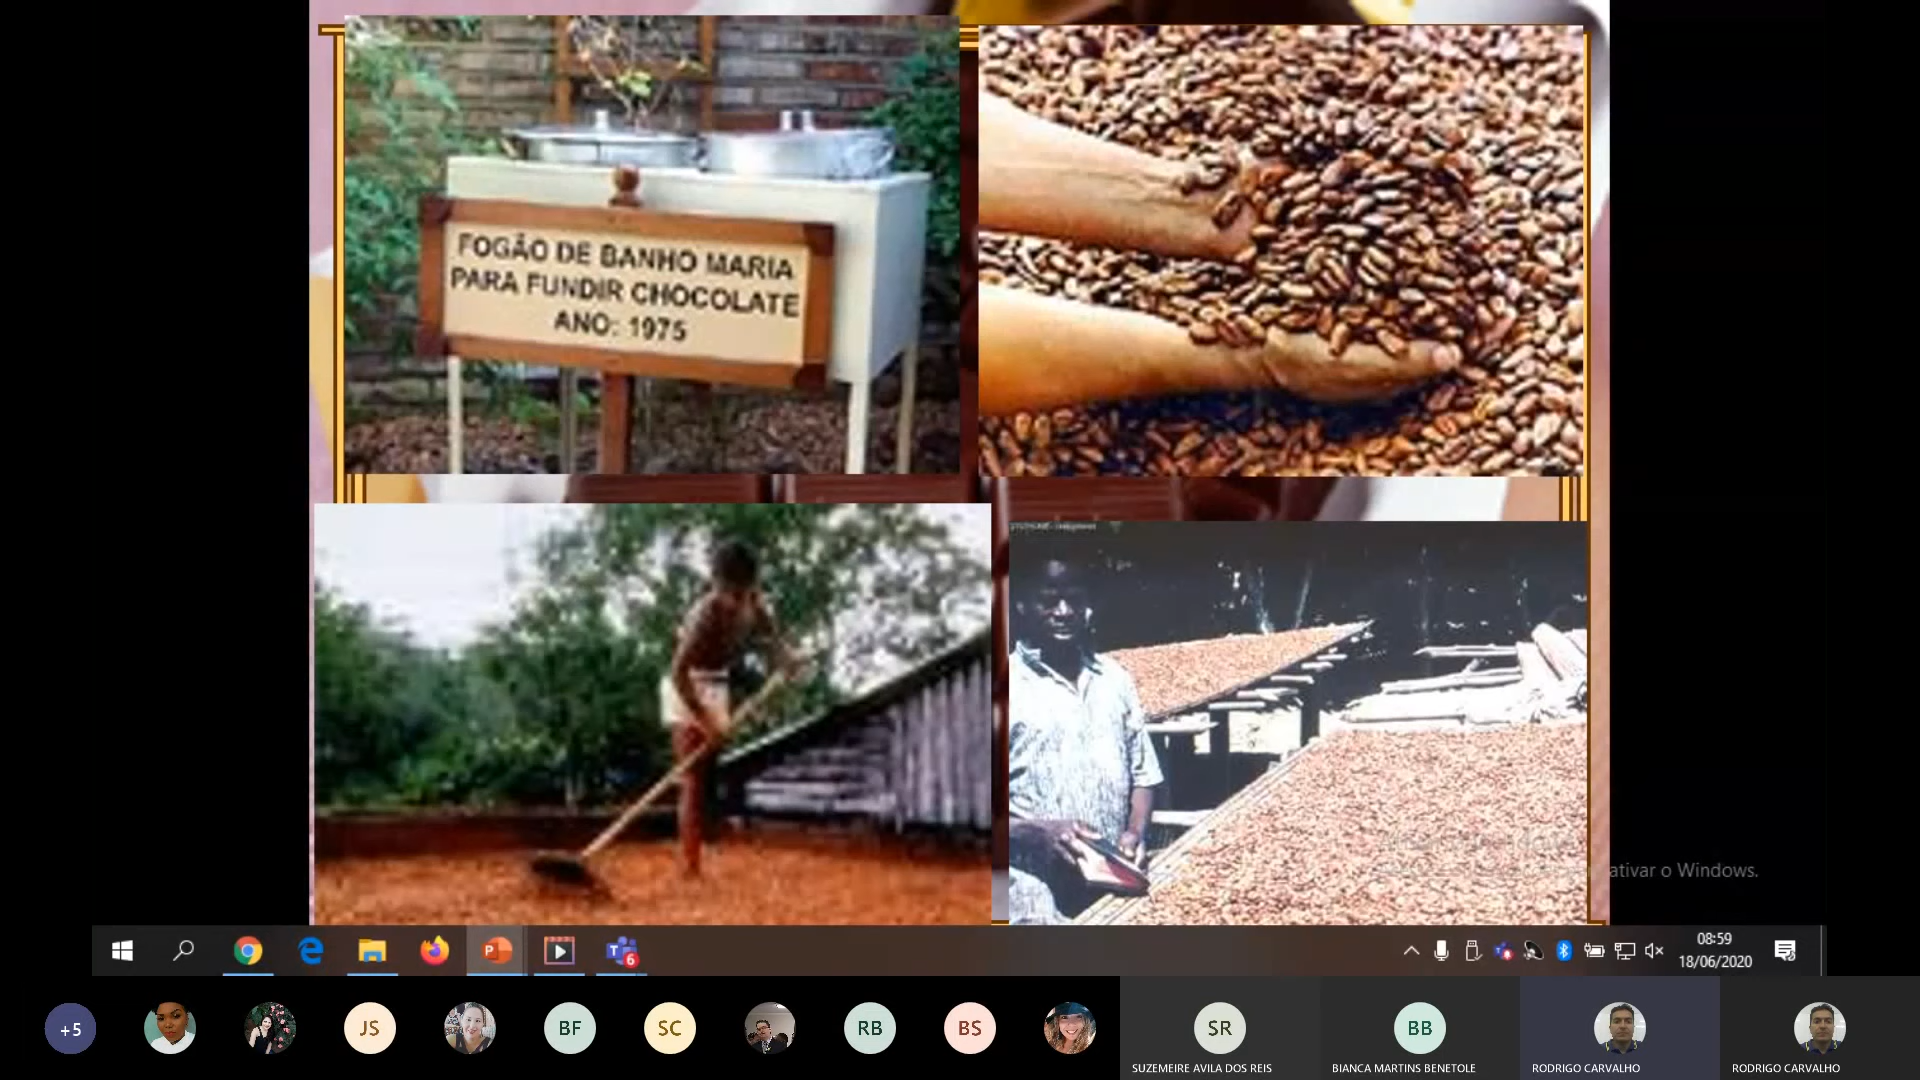 FOGÃO DE BANHO MARIA
PARA FUNDIR CHOCOLATE
ANO: 1975
ativar o Windows.
08:59
18/06/2020
6
+5
JS
BF
SC
RB
BS
SR
BB
SUZEMEIRE AVILA DOS REIS
BIANCA MARTINS BENETOLE
RODRIGO CARVALHO
RODRIGO CARVALHO